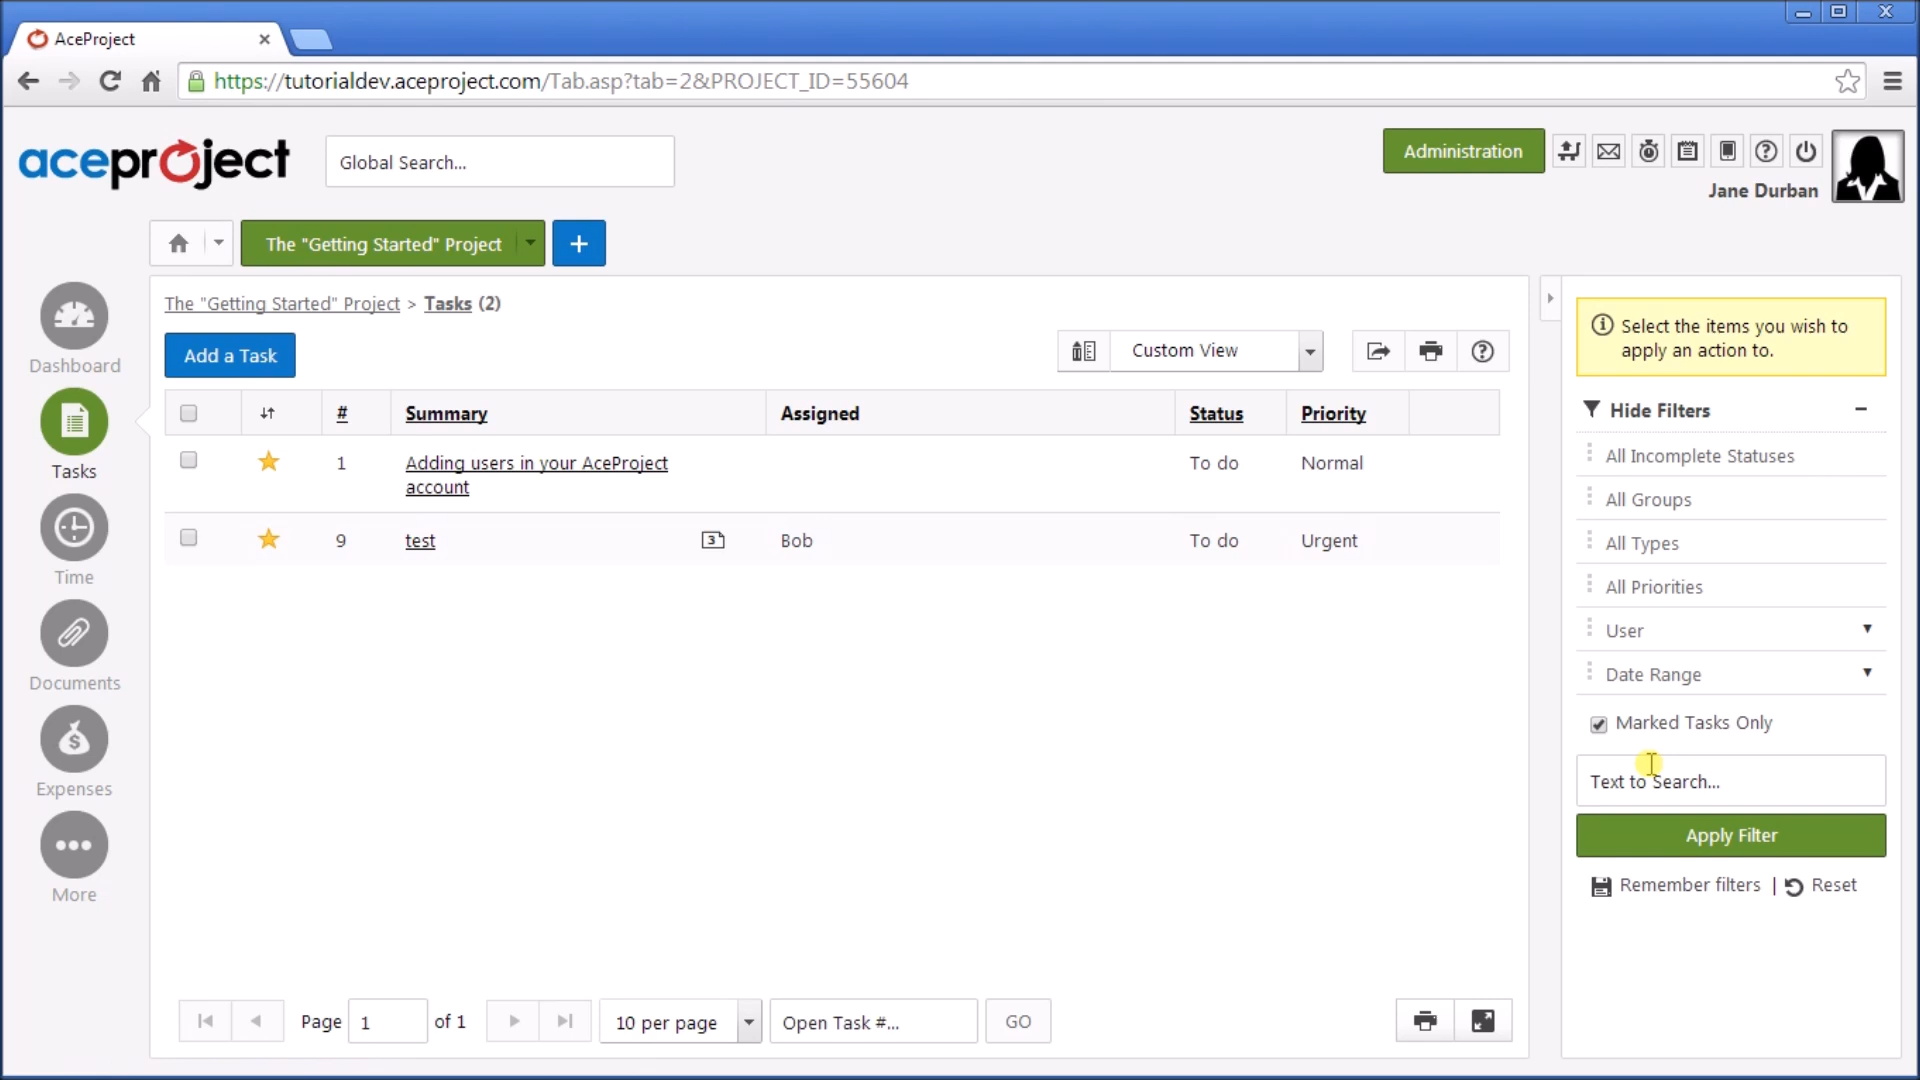 AceProject
https://tutorialdev.aceproject.com/Tab.asp?tab=2&PROJECT_ID=55604
aceproject
Global Search...
Administration
Jane Durban
The "Getting Started" Project
The "Getting Started" Project > Tasks (2)
Add a Task
Custom View
# Summary Assigned Status Priority
1 Adding users in your AceProject To do Normal
account
9 test 3 Bob To do Urgent
Dashboard
Tasks
Time
Documents
Expenses
More
Select the items you wish to
apply an action to.
Hide Filters
All Incomplete Statuses
All Groups
All Types
All Priorities
User
Date Range
Marked Tasks Only
Text to Search...
Apply Filter
Remember filters | Reset
Page 1 of 1 10 per page Open Task #... GO